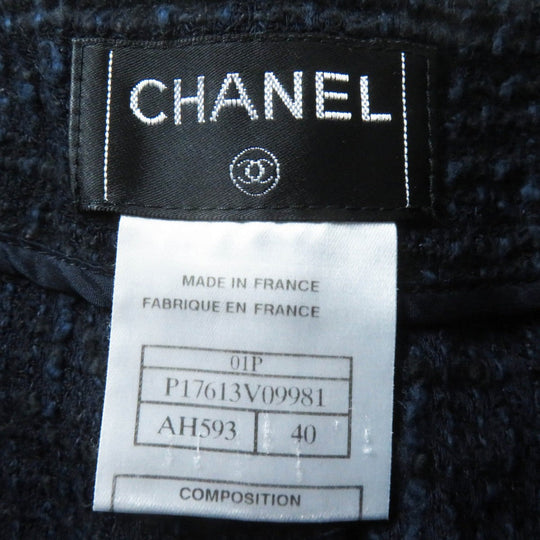 CHANEL
MADE IN FRANCE
FABRIQUE EN FRANCE
01P
P17613V09981
AH593 40
COMPOSITION